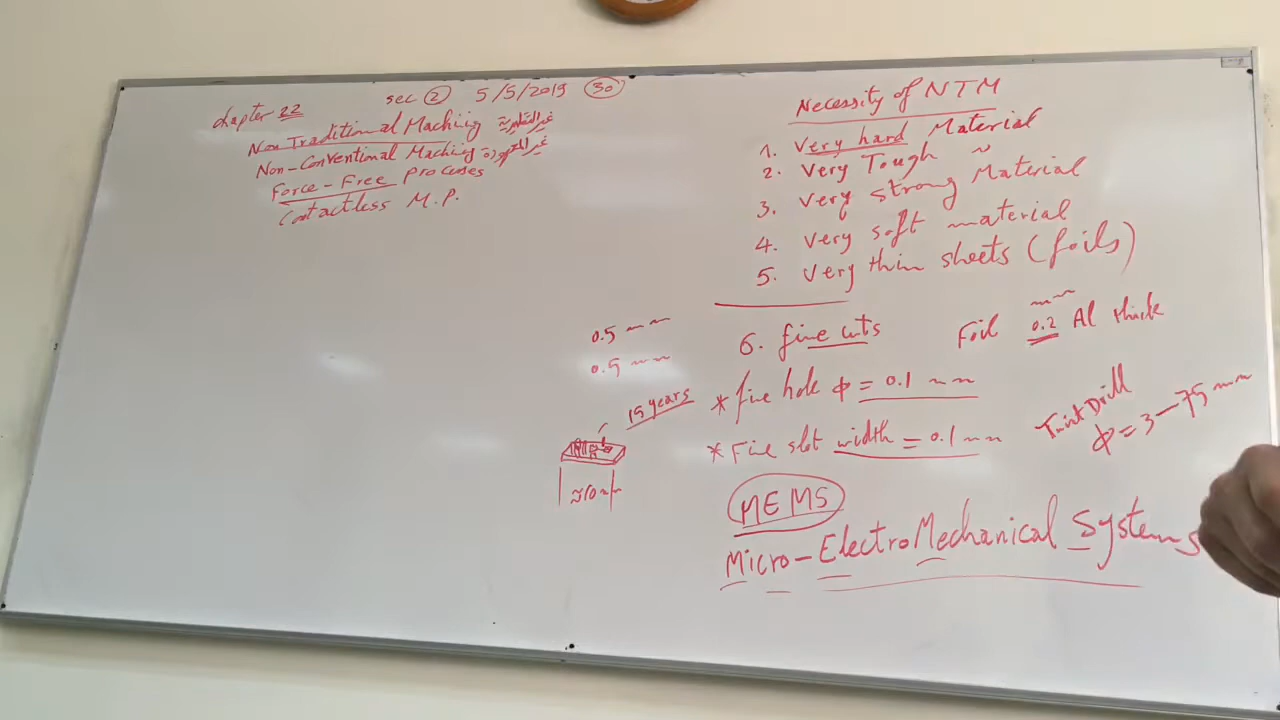 sec 2 5/5/2019 30
chapter 22
Non Traditional Machiig غير التقليدية
Non-Conventional Machiig
Force-Free Processes
Contactless M.P.
Necessity of NTM
1. Very hard Material
2. Very Tough ~
3. Very strong Material
4. Very soft material
5. Very thin sheets (foils)
6. fine cuts
Foil 0.2 mm Al thick
0.5 mm
0.5 mm
* fine hole φ = 0.1 mm
* Fine slot width = 0.1 mm
Twist Drill
φ = 3-75 mm
15 years
MEMS
Micro-ElectroMechanical Systems